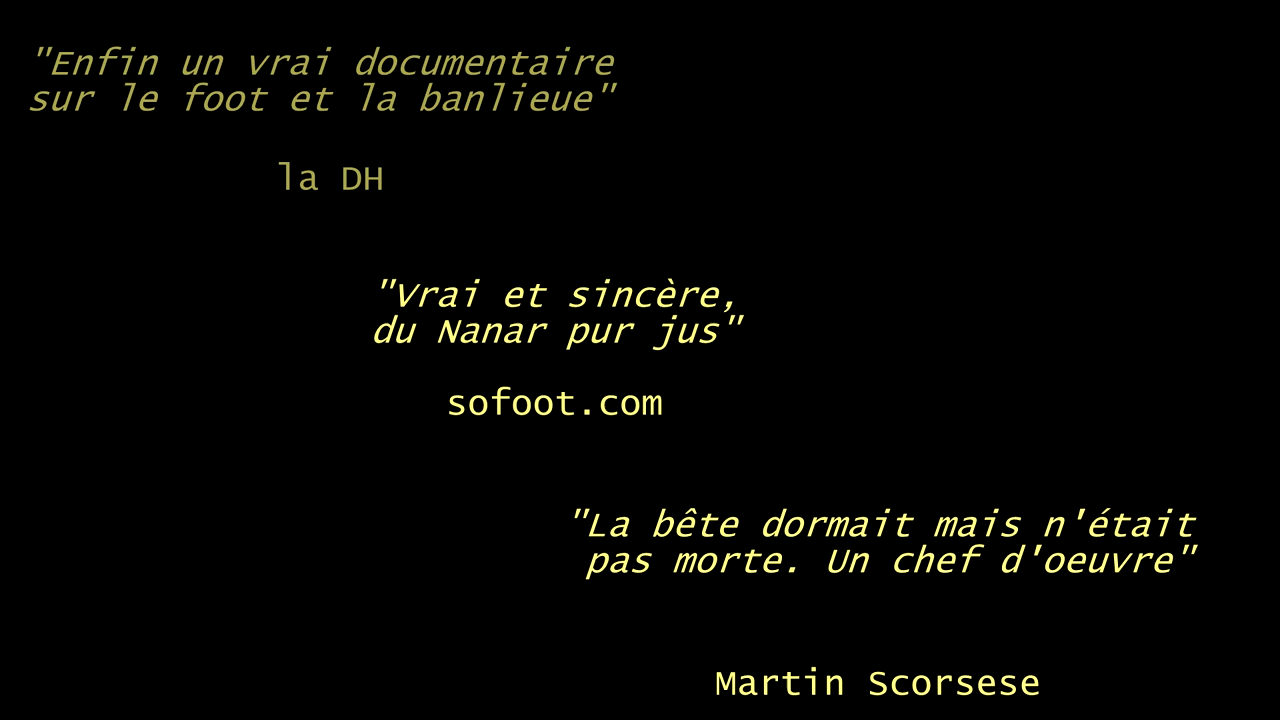 "Enfin un vrai documentaire
sur le foot et la banlieue"
la DH
"Vrai et sincère,
du Nanar pur jus"
sofoot.com
"La bête dormait mais n'était
pas morte. Un chef d'oeuvre"
Martin Scorsese